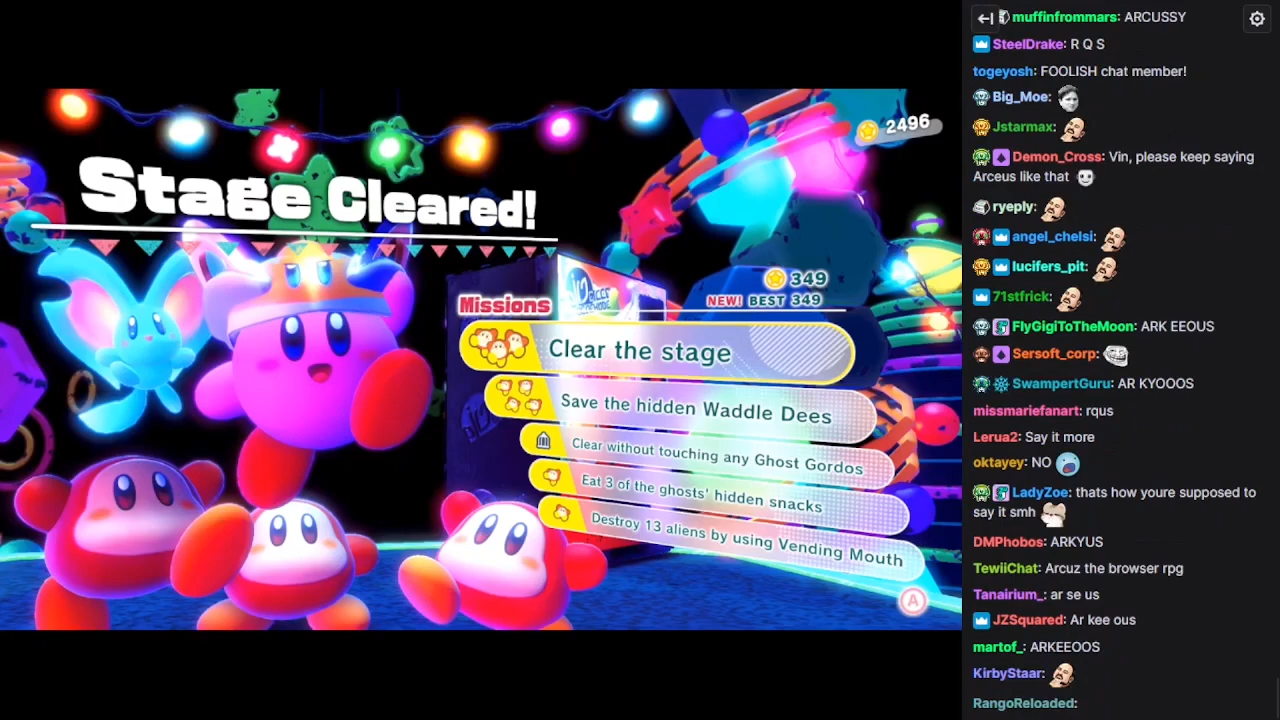 2496
Stage Cleared!
349
NEW! BEST 349
Missions
Clear the stage
Save the hidden Waddle Dees
Clear without touching any Ghost Gordos
Eat 3 of the ghosts' hidden snacks
Destroy 13 aliens by using Vending Mouth
A
muffinfrommars: ARCUSSY
SteelDrake: R Q S
togeyosh: FOOLISH chat member!
Big_Moe:
Jstarmax:
Demon_Cross: Vin, please keep saying
Arceus like that
ryeply:
angel_chelsi:
lucifers_pit:
71stfrick:
FlyGigiToTheMoon: ARK EEOUS
Sersoft_corp:
SwampertGuru: AR KYOOOS
missmariefanart: rqus
Lerua2: Say it more
oktayey: NO
LadyZoe: thats how youre supposed to
say it smh
DMPhobos: ARKYUS
TewiiChat: Arcuz the browser rpg
Tanairium_: ar se us
JZSquared: Ar kee ous
martof_: ARKEEOOS
KirbyStaar:
RangoReloaded: